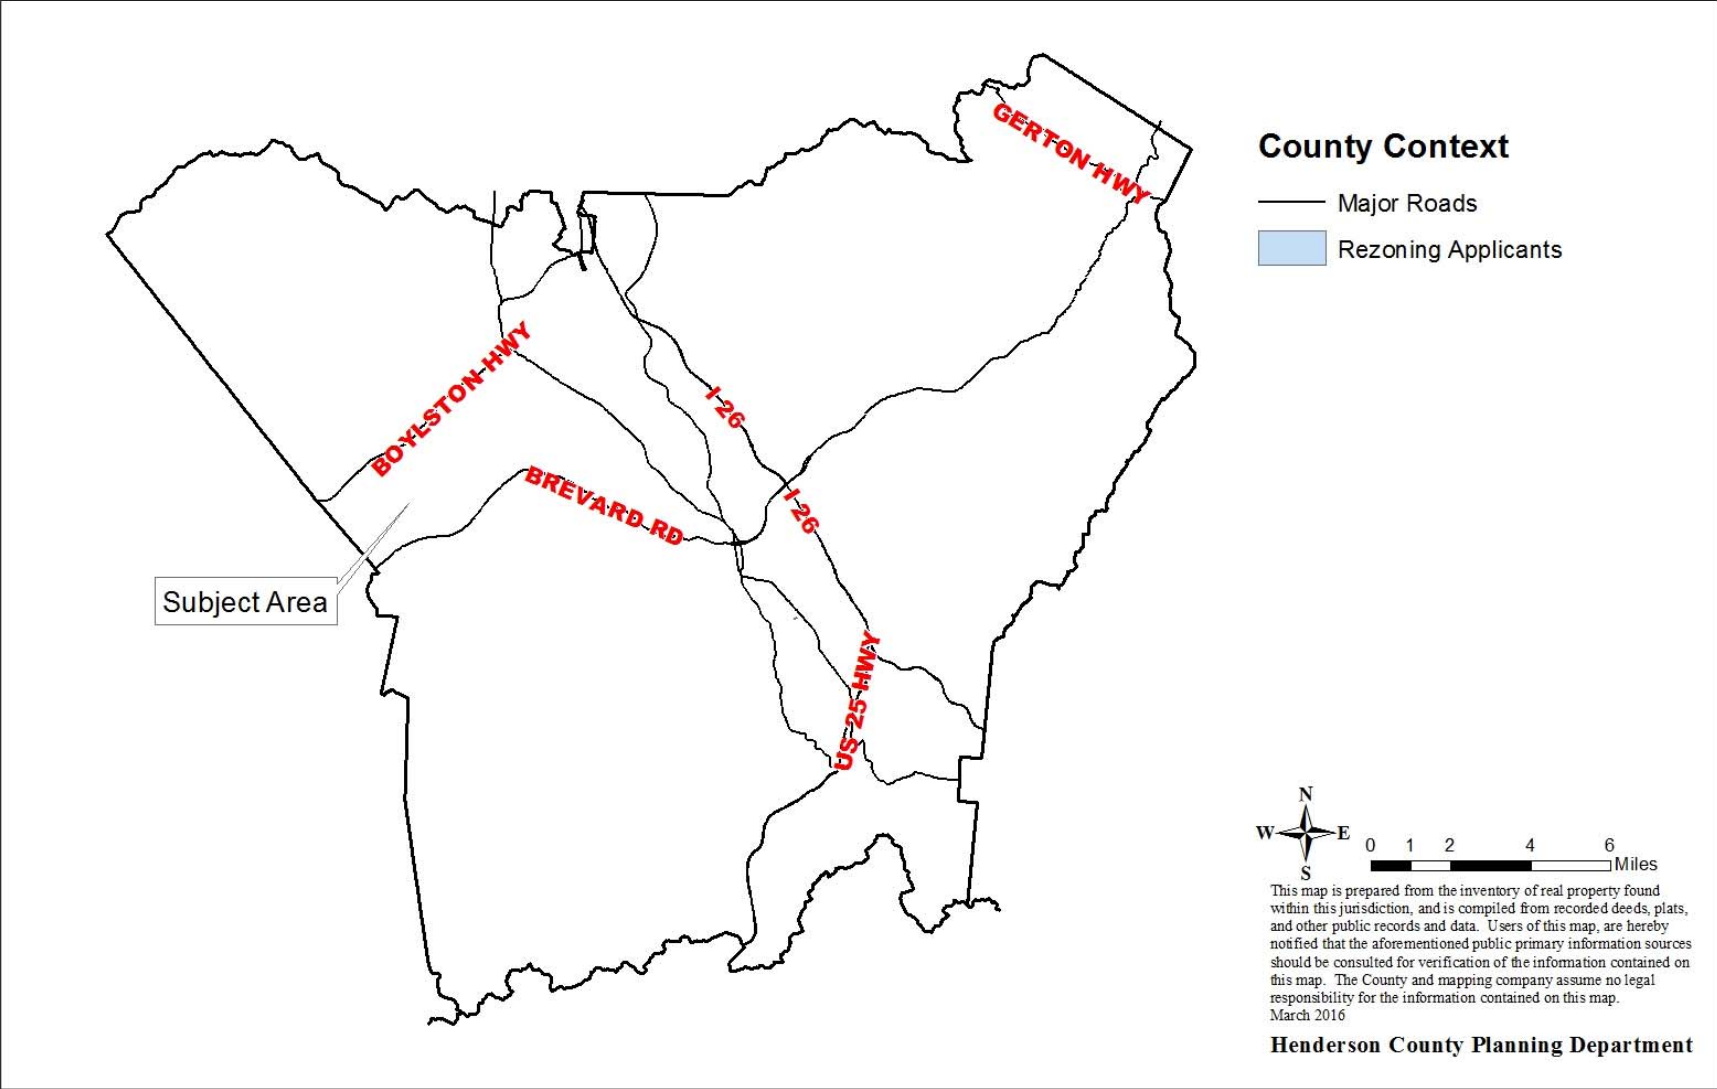 GERTON HWY
County Context
Major Roads
Rezoning Applicants
BOYLSTON HWY
I 26
BREVARD RD
I 26
Subject Area
US 25 HWY
N
W E
S
0 1 2 4 6
Miles
This map is prepared from the inventory of real property found
within this jurisdiction, and is compiled from recorded deeds, plats,
and other public records and data. Users of this map, are hereby
notified that the aforementioned public primary information sources
should be consulted for verification of the information contained on
this map. The County and mapping company assume no legal
responsibility for the information contained on this map.
March 2016
Henderson County Planning Department